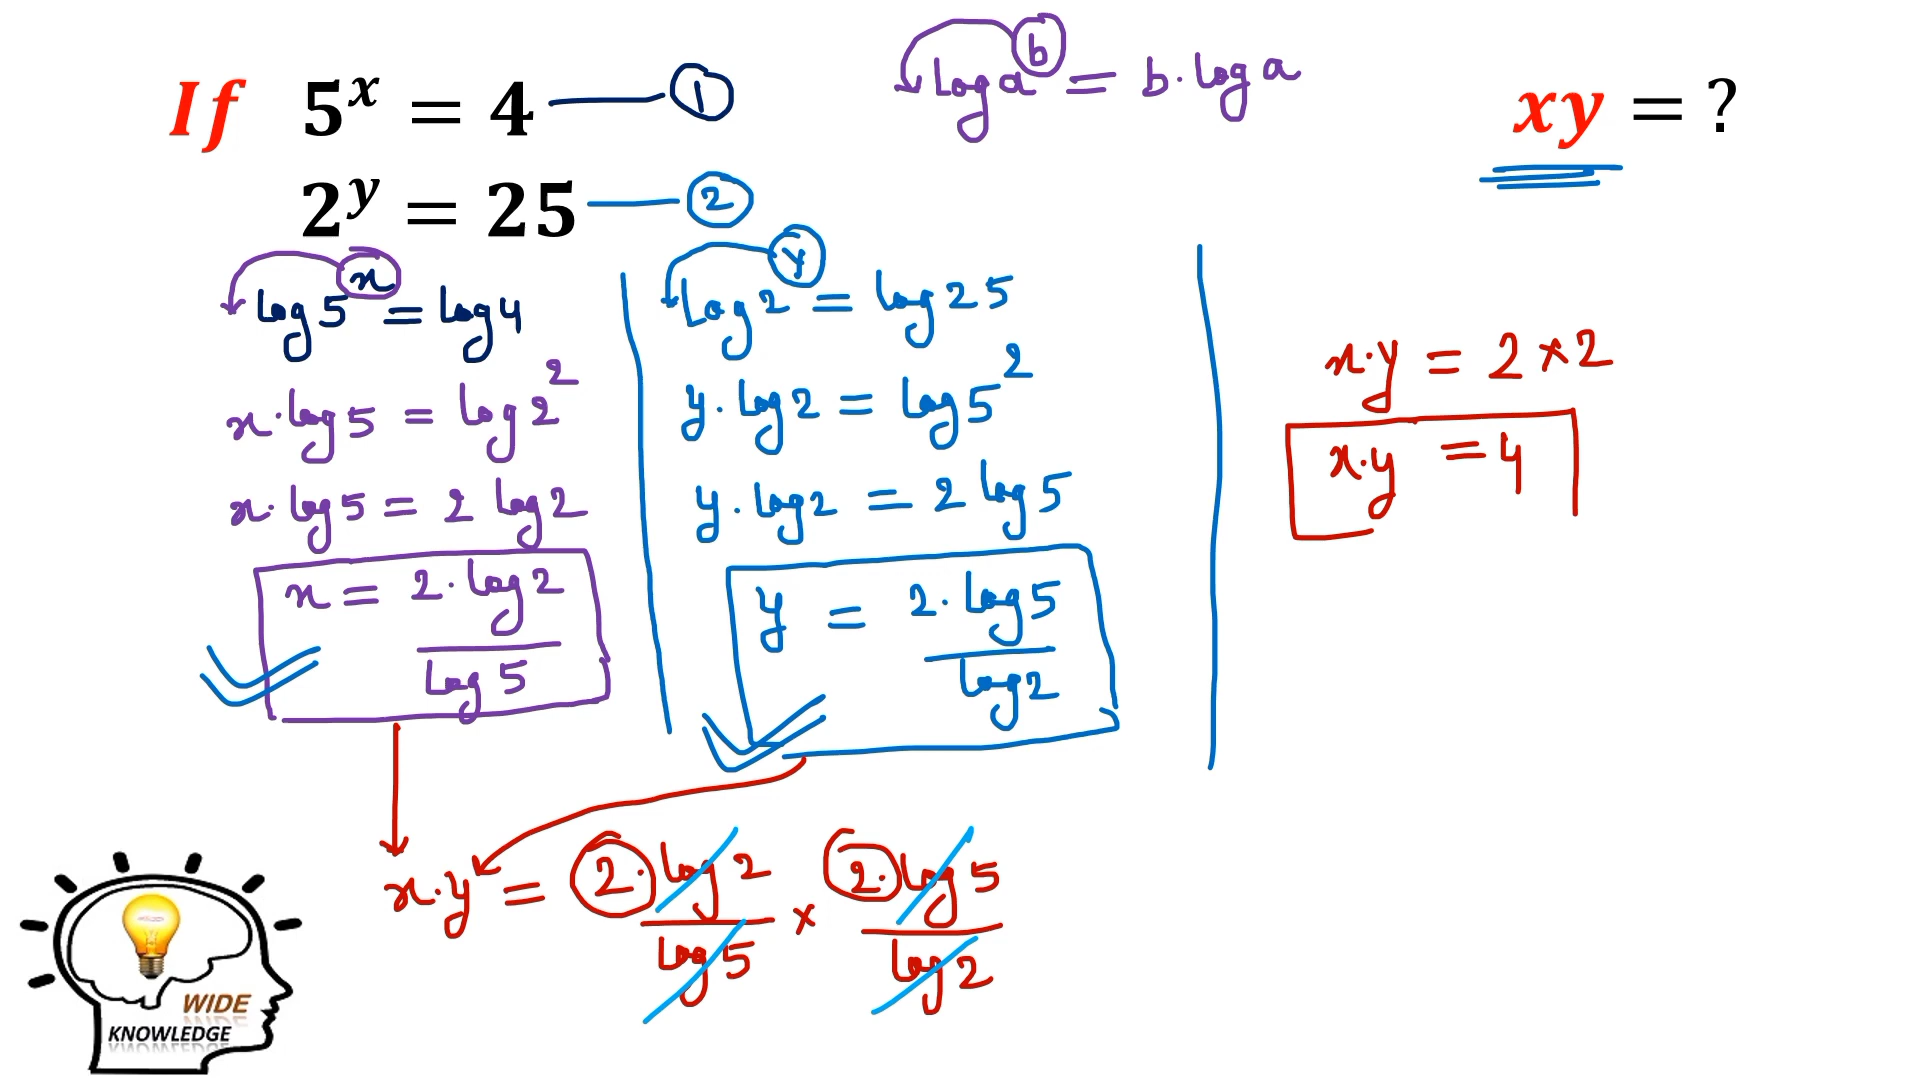 If 5^x = 4 ① log a^b = b·log a xy = ?
2^y = 25 ②
log 5^x = log 4
x·log 5 = log 2^2
x·log 5 = 2 log 2
x = 2·log 2 / log 5
log 2^y = log 25
y·log 2 = log 5^2
y·log 2 = 2 log 5
y = 2·log 5 / log 2
x·y = 2 × 2
x·y = 4
x·y = 2·log 2 / log 5 × 2·log 5 / log 2
WIDE
KNOWLEDGE